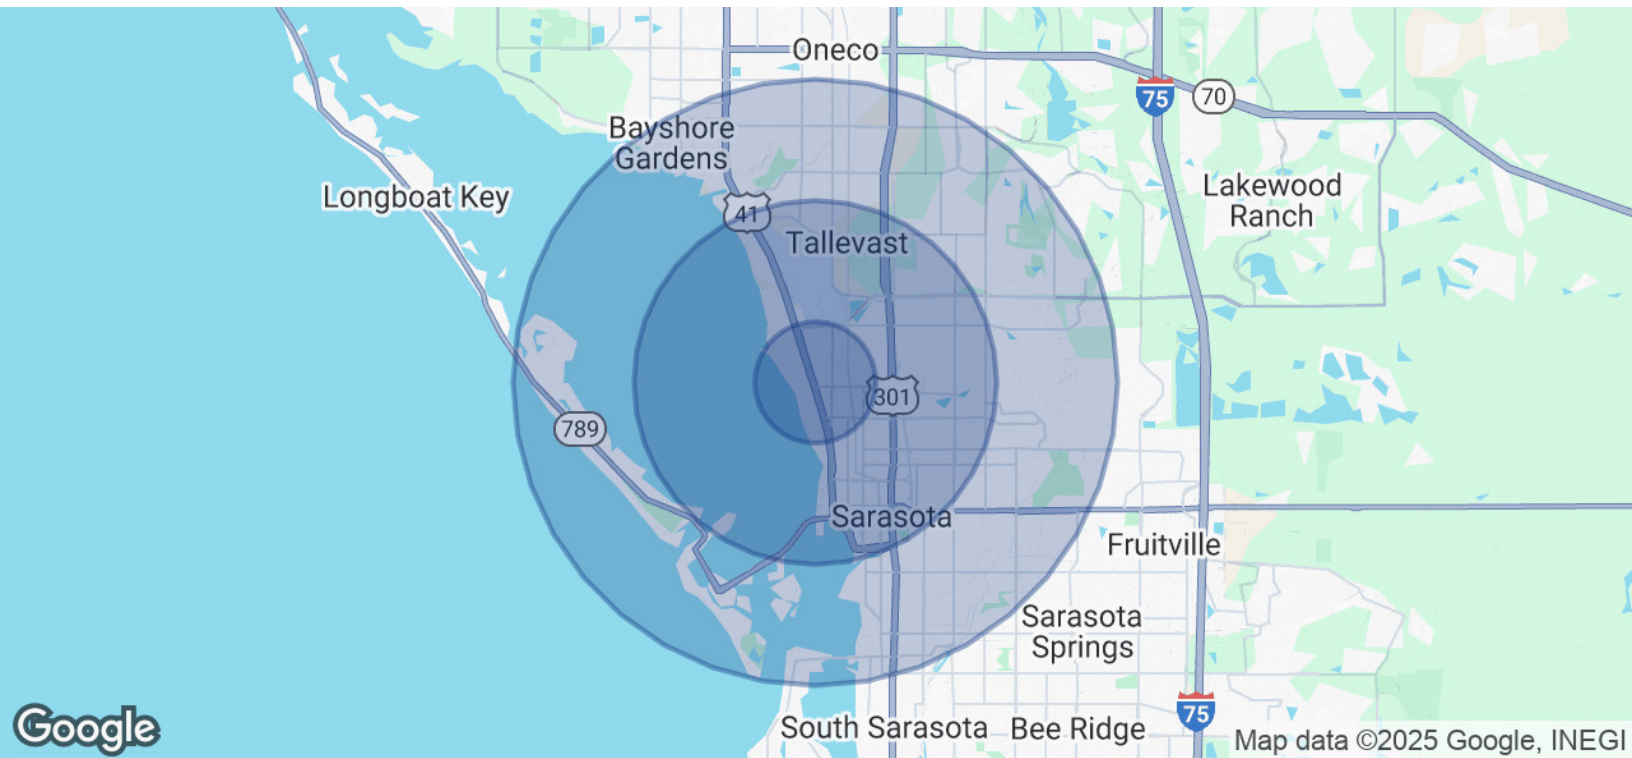 Oneco
75
70
Bayshore
Gardens
Longboat Key
Lakewood
Ranch
41
Tallevast
301
789
Sarasota
Fruitville
Sarasota
Springs
75
South Sarasota
Bee Ridge
Google
Map data ©2025 Google, INEGI